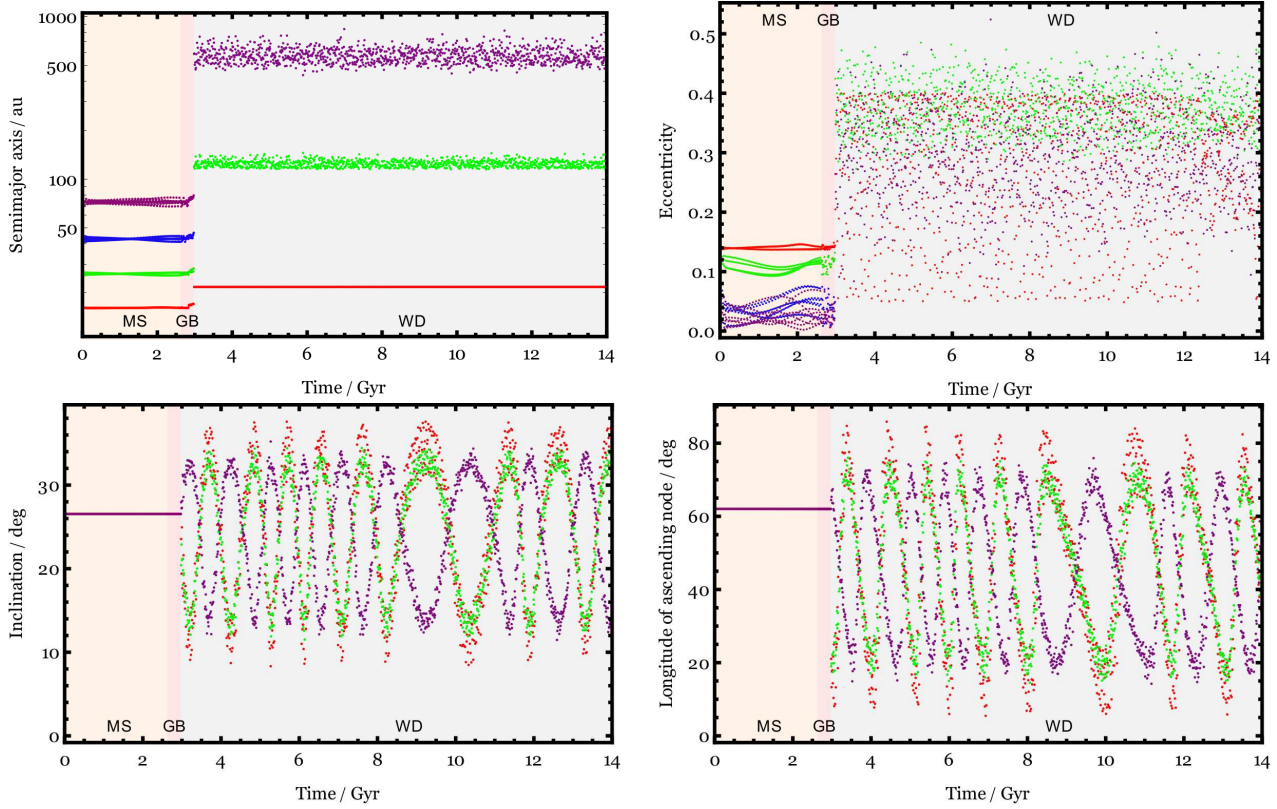 1000
500
100
50
Semimajor axis / au
MS GB WD
0 2 4 6 8 10 12 14
Time / Gyr
MS GB WD
0.5
0.4
0.3
0.2
0.1
0.0
Eccentricity
0 2 4 6 8 10 12 14
Time / Gyr
30
20
10
0
Inclination / deg
MS GB WD
0 2 4 6 8 10 12 14
Time / Gyr
80
60
40
20
0
Longitude of ascending node / deg
MS GB WD
0 2 4 6 8 10 12 14
Time / Gyr